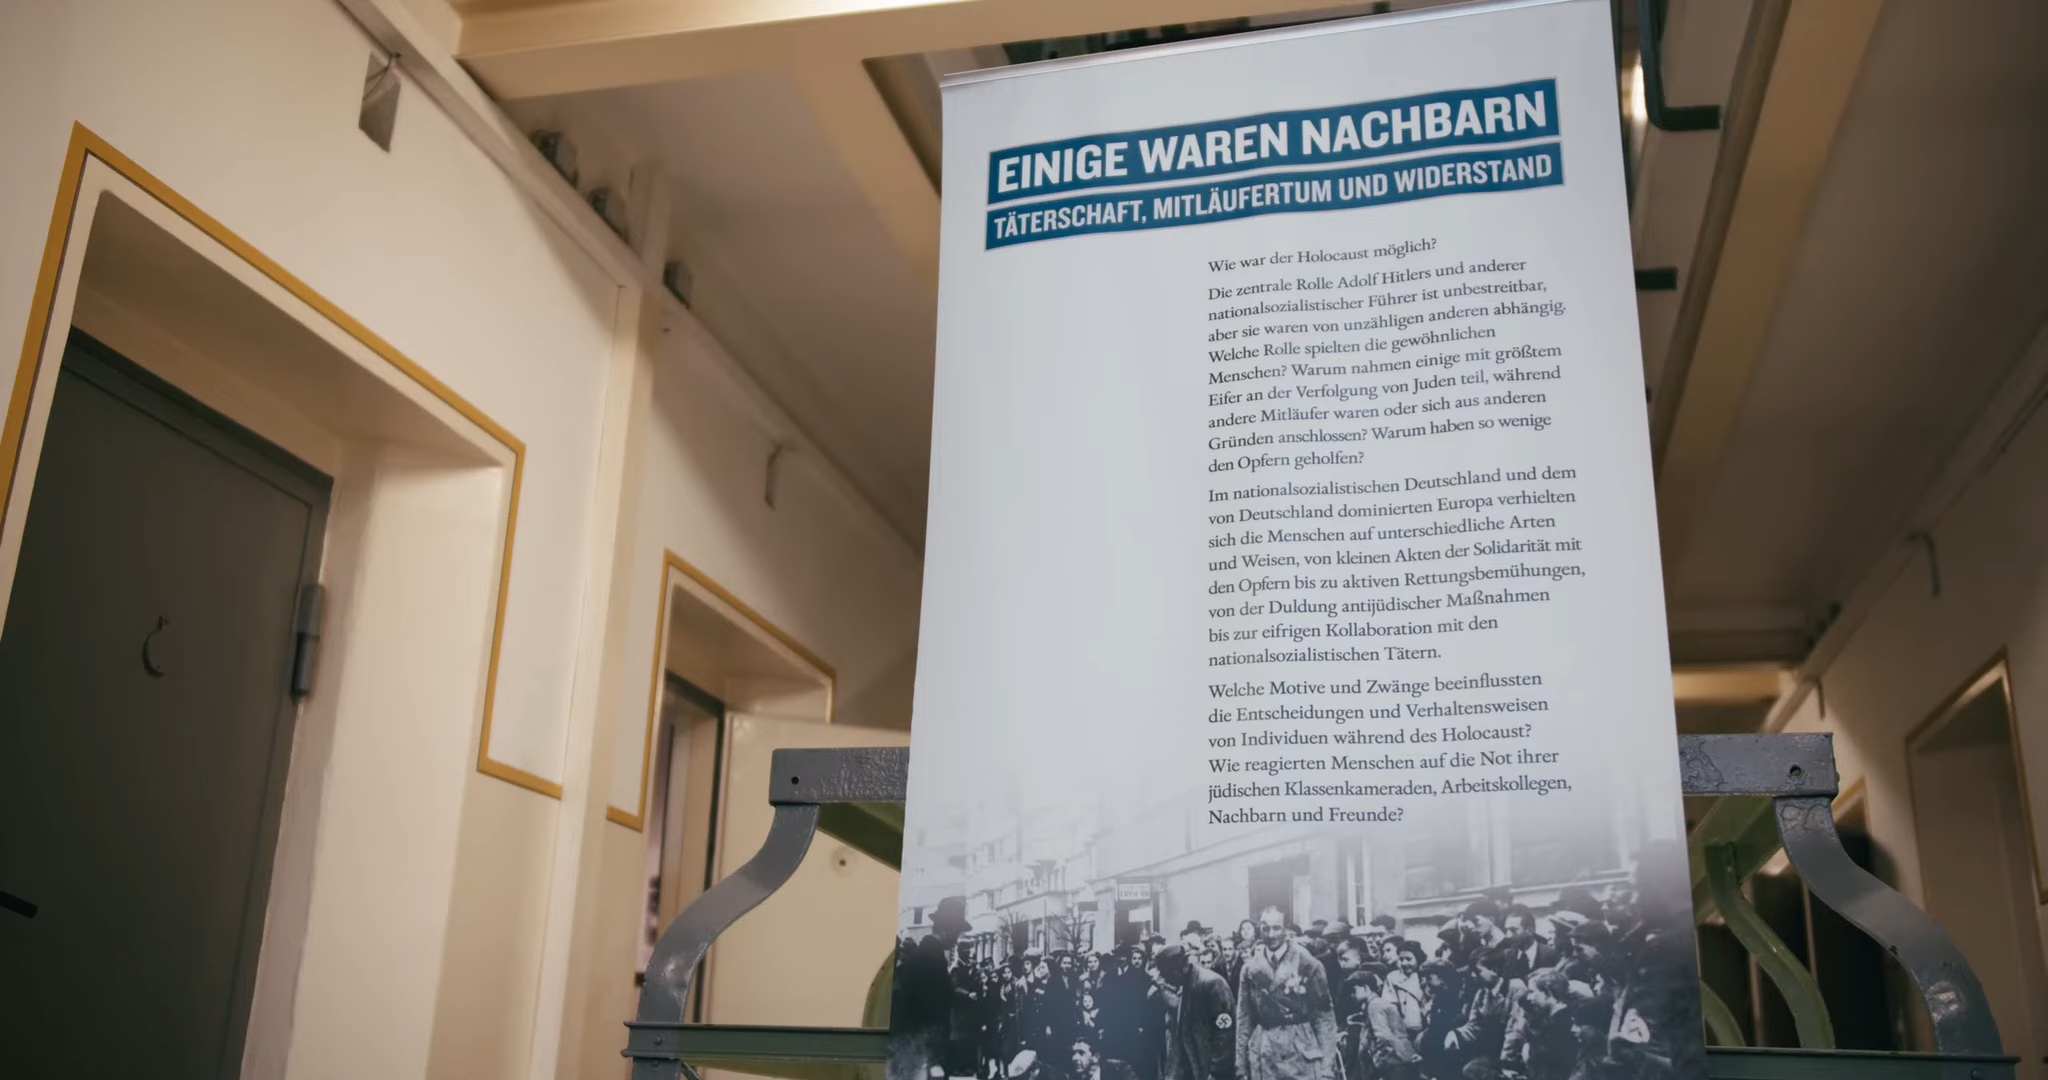 EINIGE WAREN NACHBARN
TÄTERSCHAFT, MITLÄUFERTUM UND WIDERSTAND
Wie war der Holocaust möglich?
Die zentrale Rolle Adolf Hitlers und anderer
nationalsozialistischer Führer ist unbestreitbar,
aber sie waren von unzähligen anderen abhängig.
Welche Rolle spielten die gewöhnlichen
Menschen? Warum nahmen einige mit größtem
Eifer an der Verfolgung von Juden teil, während
andere Mitläufer waren oder sich aus anderen
Gründen anschlossen? Warum haben so wenige
den Opfern geholfen?
Im nationalsozialistischen Deutschland und dem
von Deutschland dominierten Europa verhielten
sich die Menschen auf unterschiedliche Arten
und Weisen, von kleinen Akten der Solidarität mit
den Opfern bis zu aktiven Rettungsbemühungen,
von der Duldung antijüdischer Maßnahmen
bis zur eifrigen Kollaboration mit den
nationalsozialistischen Tätern.
Welche Motive und Zwänge beeinflussten
die Entscheidungen und Verhaltensweisen
von Individuen während des Holocaust?
Wie reagierten Menschen auf die Not ihrer
jüdischen Klassenkameraden, Arbeitskollegen,
Nachbarn und Freunde?